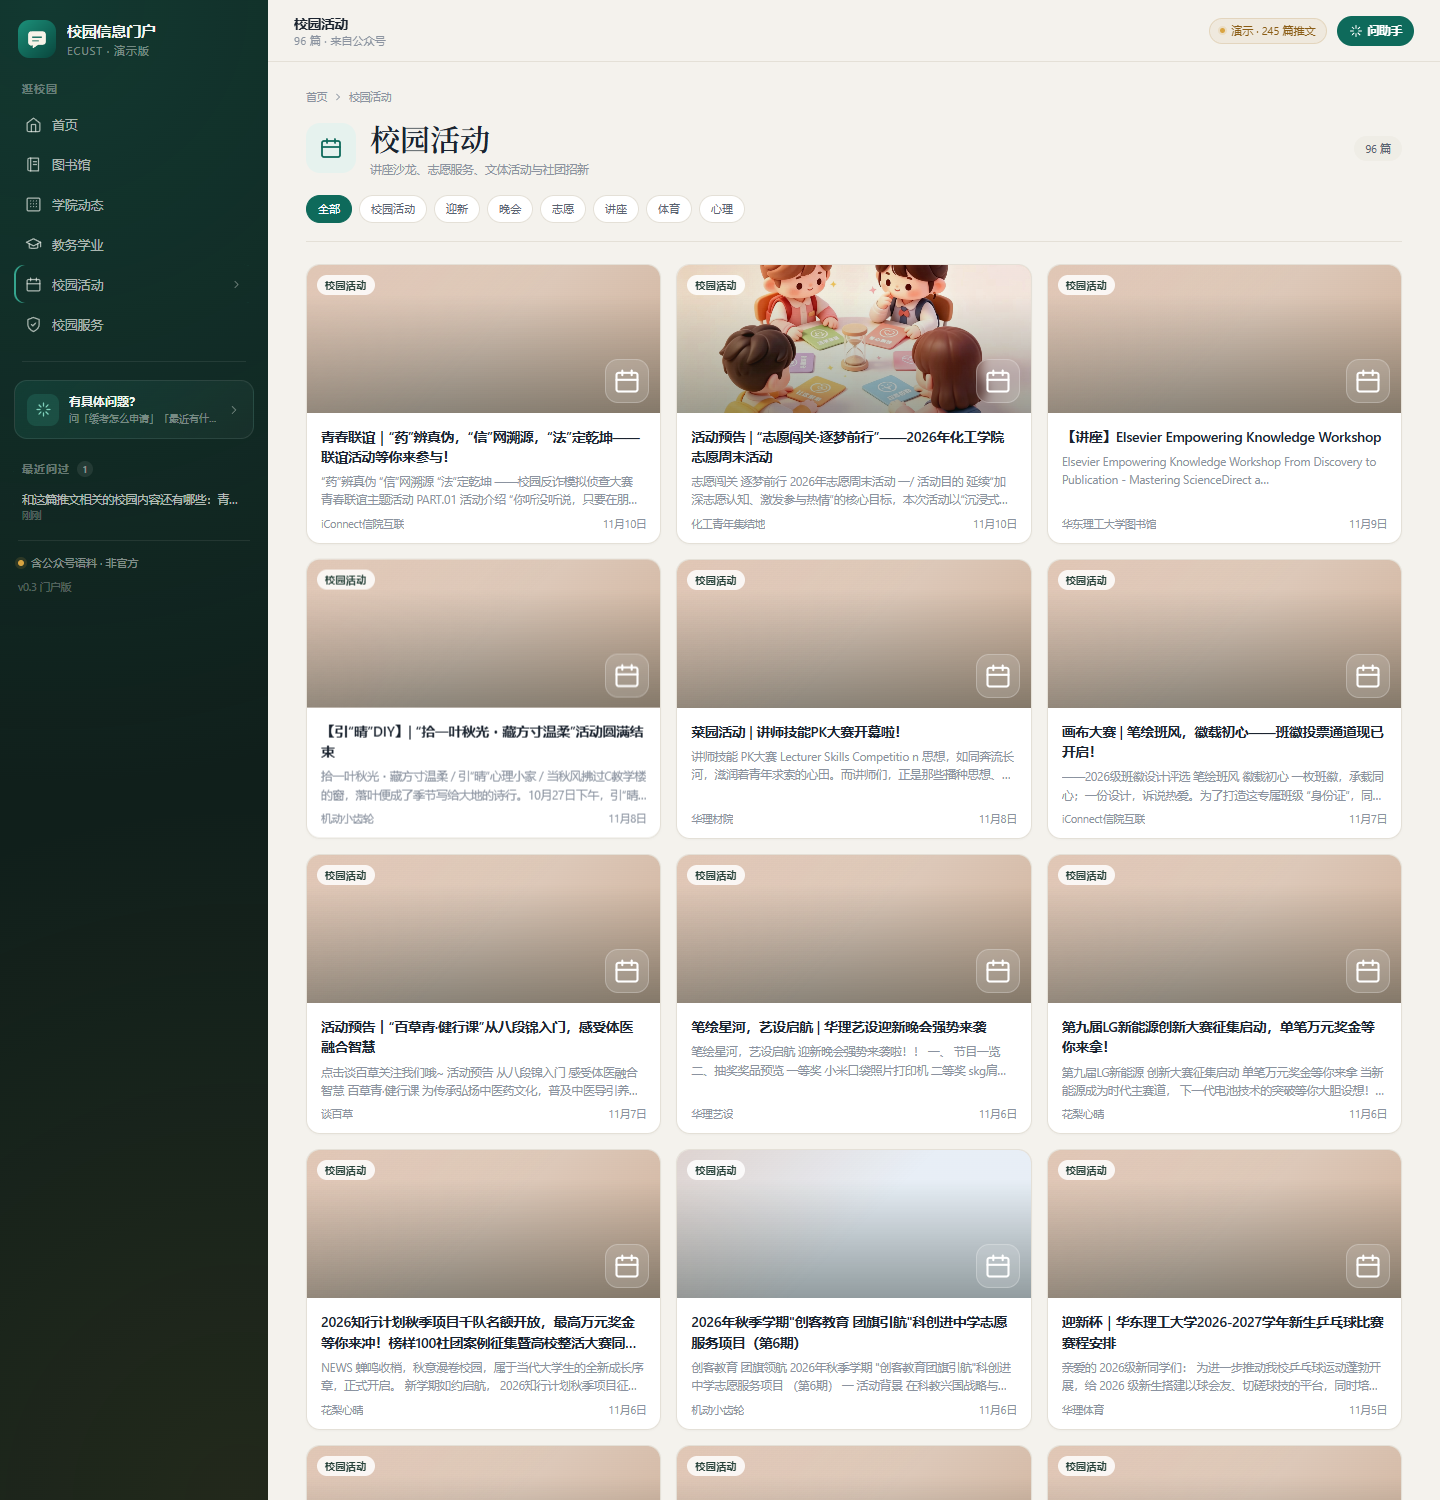 校园信息门户
ECUST · 演示版
逛校园
首页
图书馆
学院动态
教务学业
校园活动
校园服务
有具体问题?
问「缓考怎么申请」「最近有什...
最近问过 1
和这篇推文相关的校园内容还有哪些：青...
刚刚
含公众号语料 · 非官方
v0.3 门户版
校园活动
96 篇 · 来自公众号
演示 · 245 篇推文
问助手
首页 > 校园活动
校园活动
讲座沙龙、志愿服务、文体活动与社团招新
96 篇
全部 校园活动 迎新 晚会 志愿 讲座 体育 心理
校园活动
青春联谊 | “药”辨真伪，“信”网溯源，“法”定乾坤——
联谊活动等你来参与！
“药”辨真伪 “信”网溯源 “法”定乾坤 ——校园反诈模拟侦查大赛
青春联谊主题活动 PART.01 活动介绍 “你听没听说，只要在朋...
iConnect信院互联 11月10日
校园活动
活动预告 | “志愿闯关·逐梦前行”——2026年化工学院
志愿周末活动
志愿闯关 逐梦前行 2026年志愿周末活动 一/ 活动目的 延续“加
深志愿认知、激发参与热情”的核心目标，本次活动以“沉浸式...
化工青年集结地 11月10日
校园活动
【讲座】Elsevier Empowering Knowledge Workshop
Elsevier Empowering Knowledge Workshop From Discovery to
Publication - Mastering ScienceDirect a...
华东理工大学图书馆 11月9日
校园活动
【引“晴”DIY】| “拾一叶秋光 · 藏方寸温柔”活动圆满结
束
拾一叶秋光 · 藏方寸温柔 / 引“晴”心理小家 / 当秋风拂过C教学楼
的窗，落叶便成了季节写给大地的诗行。10月27日下午，引“晴...
机动小齿轮 11月8日
校园活动
菜园活动 | 讲师技能PK大赛开幕啦！
讲师技能 PK大赛 Lecturer Skills Competitio n 思想，如同奔流长
河，滋润着青年求索的心田。而讲师们，正是那些播种思想、...
华理材院 11月8日
校园活动
画布大赛 | 笔绘班风，徽载初心——班徽投票通道现已
开启！
——2026级班徽设计评选 笔绘班风 徽载初心 一枚班徽，承载同
心；一份设计，诉说热爱。为了打造这专属班级 “身份证”，同...
iConnect信院互联 11月7日
校园活动
活动预告 | “百草青·健行课”从八段锦入门，感受体医
融合智慧
点击谈百草关注我们哦~ 活动预告 从八段锦入门 感受体医融合
智慧 百草青·健行课 为传承弘扬中医药文化，普及中医导引养...
谈百草 11月7日
校园活动
笔绘星河，艺设启航 | 华理艺设迎新晚会强势来袭
笔绘星河，艺设启航 迎新晚会强势来袭啦！！ 一、 节目一览
二、抽奖奖品预览 一等奖 小米口袋照片打印机 二等奖 skg肩...
华理艺设 11月6日
校园活动
第九届LG新能源创新大赛征集启动，单笔万元奖金等
你来拿！
第九届LG新能源 创新大赛征集启动 单笔万元奖金等你来拿 当新
能源成为时代主赛道， 下一代电池技术的突破等你大胆设想！...
花梨心晴 11月6日
校园活动
2026知行计划秋季项目千队名额开放，最高万元奖金
等你来冲！榜样100社团案例征集暨高校整活大赛同...
NEWS 蝉鸣收梢，秋意漫卷校园，属于当代大学生的全新成长序
章，正式开启。 新学期如约启航， 2026知行计划秋季项目征...
花梨心晴 11月6日
校园活动
2026年秋季学期"创客教育 团旗引航"科创进中学志愿
服务项目（第6期）
创客教育 团旗领航 2026年秋季学期 "创客教育团旗引航"科创进
中学志愿服务项目 （第6期） 一 活动背景 在科教兴国战略与...
机动小齿轮 11月6日
校园活动
迎新杯 | 华东理工大学2026-2027学年新生乒乓球比赛
赛程安排
亲爱的 2026级新同学们： 为进一步推动我校乒乓球运动蓬勃开
展，给 2026 级新生搭建以球会友、切磋球技的平台，同时培...
华理体育 11月5日
校园活动
校园活动
校园活动